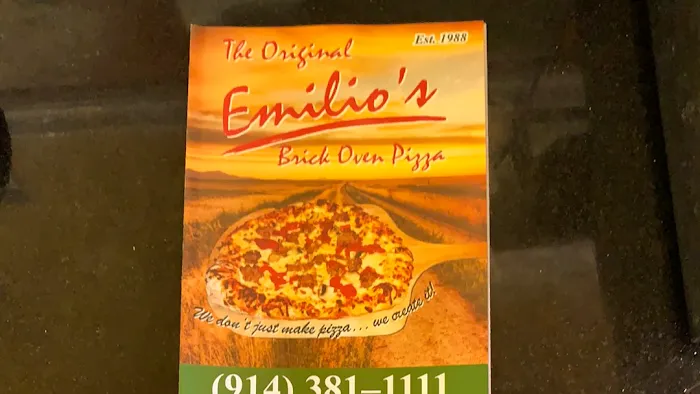 The Original
Est. 1988
Emilio's
Brick Oven Pizza
We don't just make pizza... we create it!
(914) 381–1111